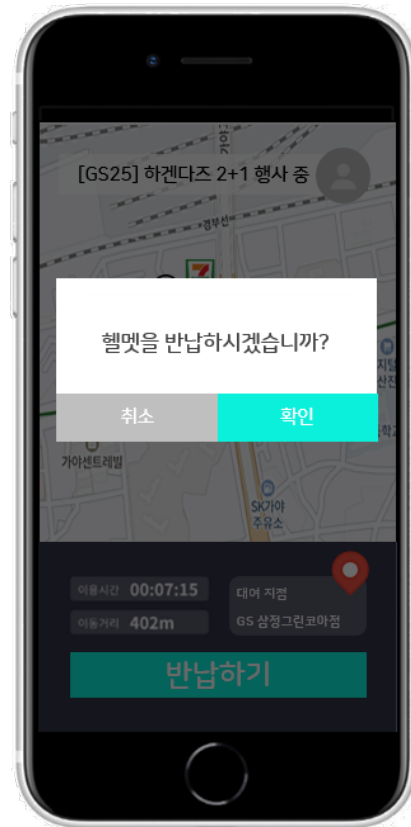 가야
[GS25] 하겐다즈 2+1 행사 중
경부선
7
헬멧을 반납하시겠습니까?
취소
확인
가야센트레빌
SK가야
주유소
이용시간 00:07:15
이동거리 402m
대여 지점
GS 삼정그린코아점
반납하기